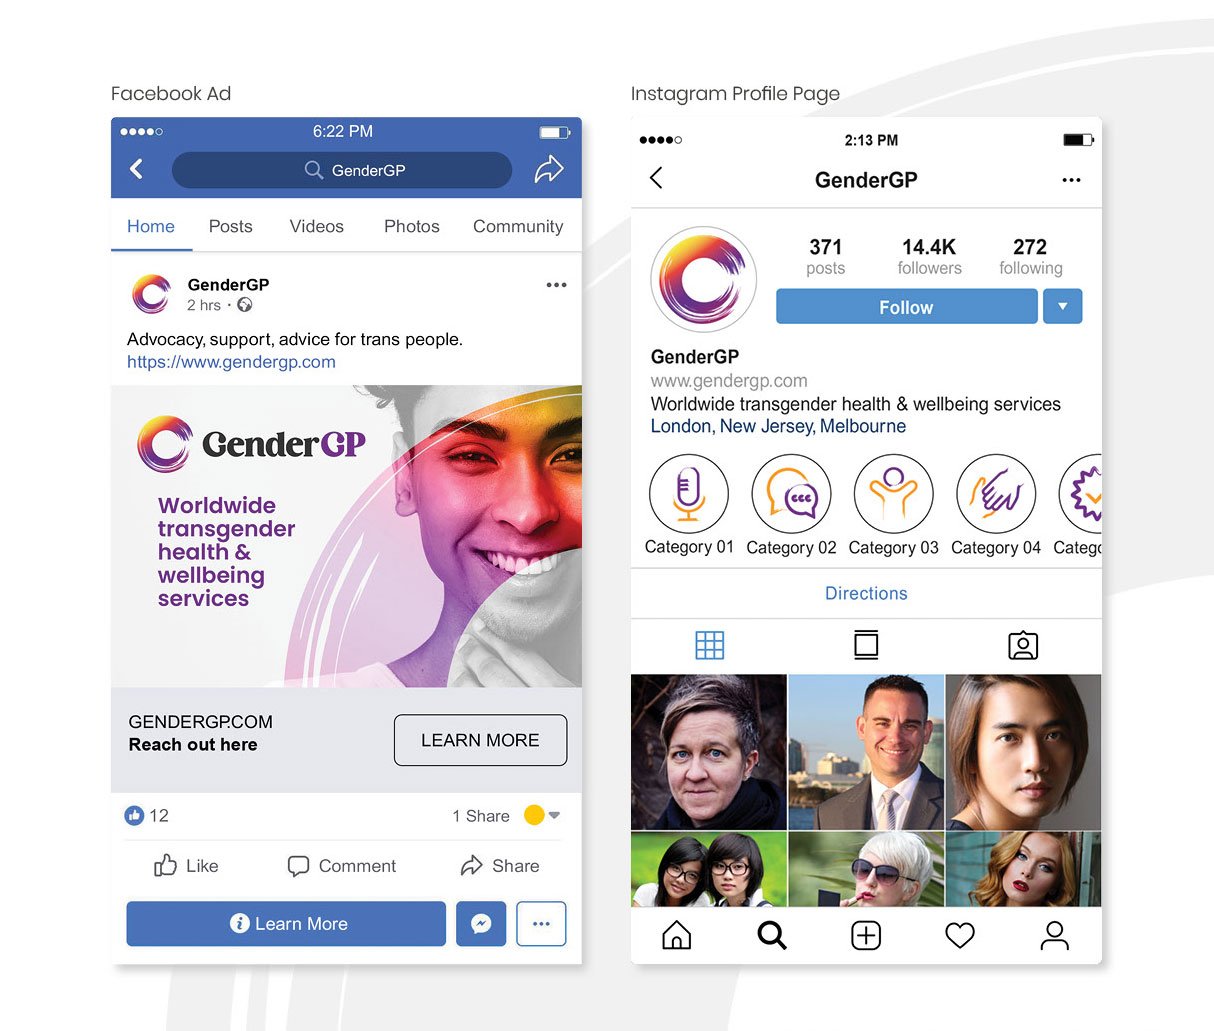 Facebook Ad
6:22 PM
GenderGP
Home Posts Videos Photos Community
GenderGP
2 hrs ·
Advocacy, support, advice for trans people.
https://www.gendergp.com
GenderGP
Worldwide
transgender
health &
wellbeing
services
GENDERGP.COM
Reach out here
LEARN MORE
12
1 Share
Like Comment Share
Learn More
Instagram Profile Page
2:13 PM
GenderGP
371 14.4K 272
posts followers following
Follow
GenderGP
www.gendergp.com
Worldwide transgender health & wellbeing services
London, New Jersey, Melbourne
Category 01 Category 02 Category 03 Category 04 Catego
Directions